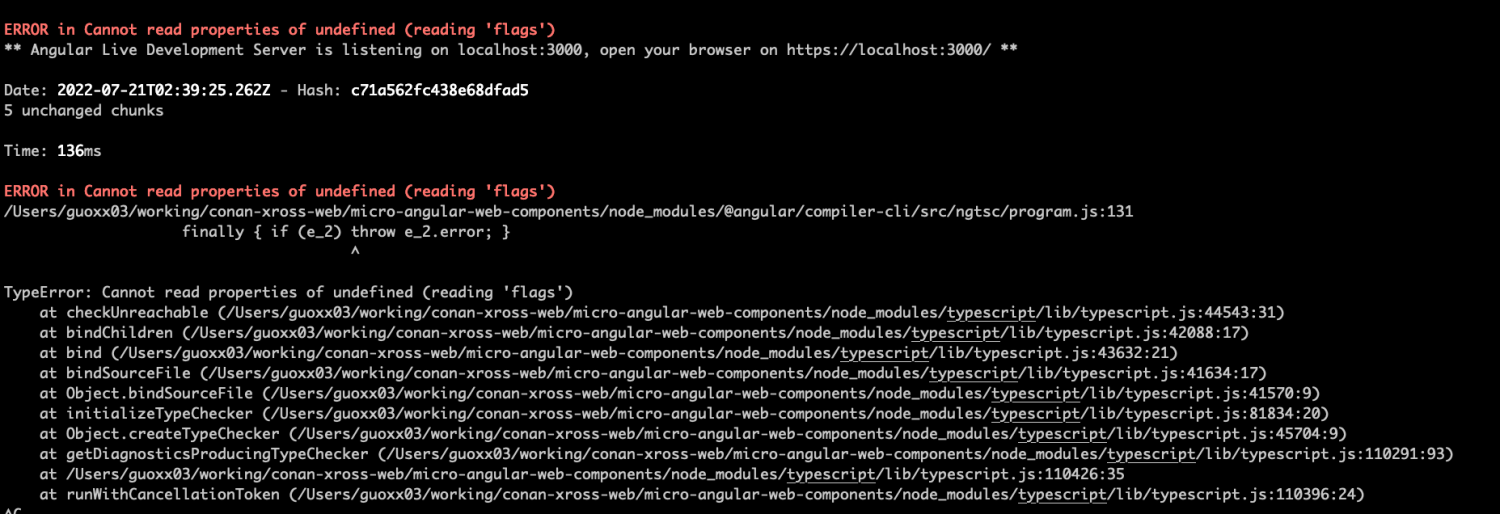 ERROR in Cannot read properties of undefined (reading 'flags')
** Angular Live Development Server is listening on localhost:3000, open your browser on https://localhost:3000/ **
Date: 2022-07-21T02:39:25.262Z - Hash: c71a562fc438e68dfad5
5 unchanged chunks
Time: 136ms
ERROR in Cannot read properties of undefined (reading 'flags')
/Users/guoxx03/working/conan-xross-web/micro-angular-web-components/node_modules/@angular/compiler-cli/src/ngtsc/program.js:131
                    finally { if (e_2) throw e_2.error; }
                                       ^
TypeError: Cannot read properties of undefined (reading 'flags')
    at checkUnreachable (/Users/guoxx03/working/conan-xross-web/micro-angular-web-components/node_modules/typescript/lib/typescript.js:44543:31)
    at bindChildren (/Users/guoxx03/working/conan-xross-web/micro-angular-web-components/node_modules/typescript/lib/typescript.js:42088:17)
    at bind (/Users/guoxx03/working/conan-xross-web/micro-angular-web-components/node_modules/typescript/lib/typescript.js:43632:21)
    at bindSourceFile (/Users/guoxx03/working/conan-xross-web/micro-angular-web-components/node_modules/typescript/lib/typescript.js:41634:17)
    at Object.bindSourceFile (/Users/guoxx03/working/conan-xross-web/micro-angular-web-components/node_modules/typescript/lib/typescript.js:41570:9)
    at initializeTypeChecker (/Users/guoxx03/working/conan-xross-web/micro-angular-web-components/node_modules/typescript/lib/typescript.js:81834:20)
    at Object.createTypeChecker (/Users/guoxx03/working/conan-xross-web/micro-angular-web-components/node_modules/typescript/lib/typescript.js:45704:9)
    at getDiagnosticsProducingTypeChecker (/Users/guoxx03/working/conan-xross-web/micro-angular-web-components/node_modules/typescript/lib/typescript.js:110291:93)
    at /Users/guoxx03/working/conan-xross-web/micro-angular-web-components/node_modules/typescript/lib/typescript.js:110426:35
    at runWithCancellationToken (/Users/guoxx03/working/conan-xross-web/micro-angular-web-components/node_modules/typescript/lib/typescript.js:110396:24)
^C